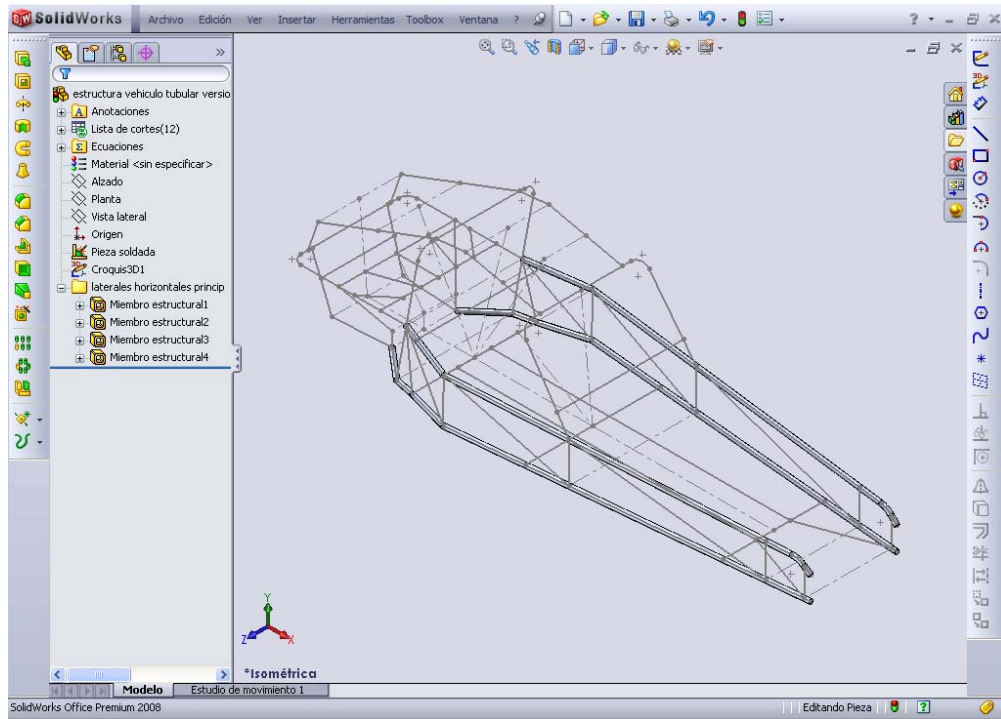 SolidWorks Archivo Edición Ver Insertar Herramientas Toolbox Ventana ?
estructura vehiculo tubular versio
Anotaciones
Lista de cortes(12)
Ecuaciones
Material <sin especificar>
Alzado
Planta
Vista lateral
Origen
Pieza soldada
Croquis3D1
laterales horizontales princip
Miembro estructural1
Miembro estructural2
Miembro estructural3
Miembro estructural4
Y
Z X
*Isométrica
Modelo Estudio de movimiento 1
SolidWorks Office Premium 2008 Editando Pieza